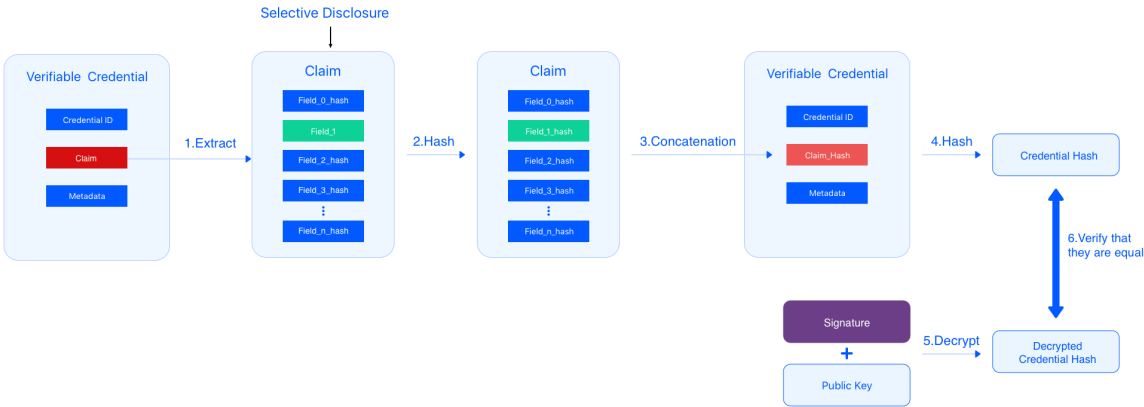 Selective Disclosure
Verifiable Credential
Credential ID
Claim
Metadata
1.Extract
Claim
Field_0_hash
Field_1
Field_2_hash
Field_3_hash
Field_n_hash
2.Hash
Claim
Field_0_hash
Field_1_hash
Field_2_hash
Field_3_hash
Field_n_hash
3.Concatenation
Verifiable Credential
Credential ID
Claim_Hash
Metadata
4.Hash
Credential Hash
6.Verify that
they are equal
Signature
+
Public Key
5.Decrypt
Decrypted
Credential Hash